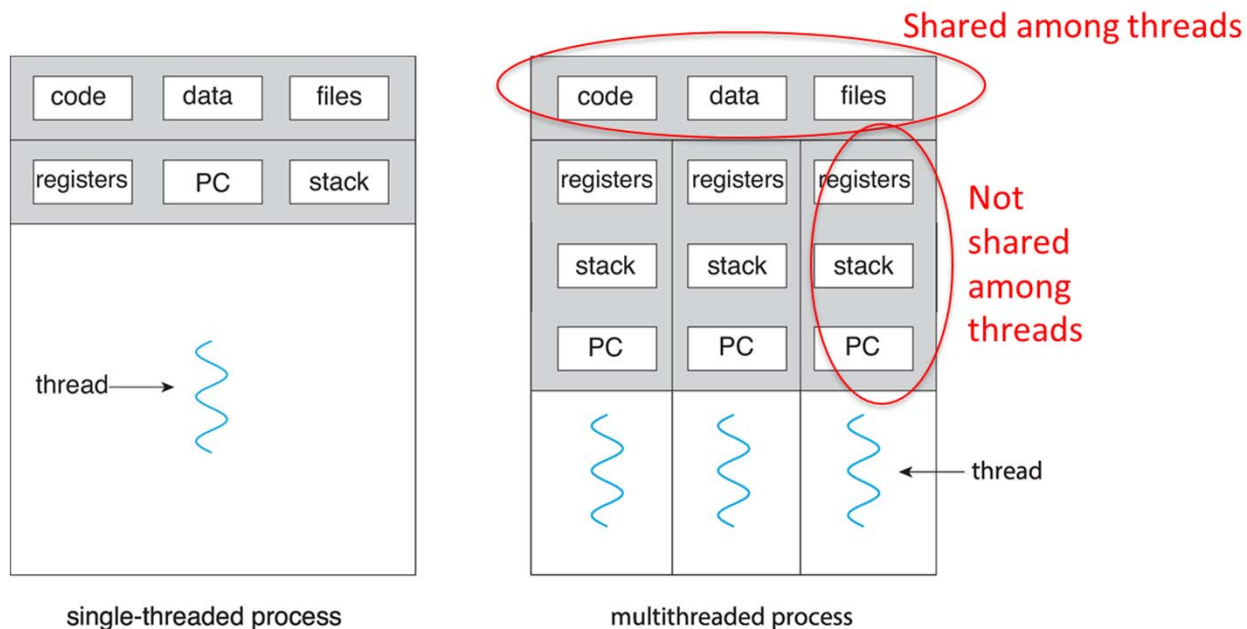 Shared among threads
code data files
code data files
registers PC stack
registers registers registers
Not
shared
among
threads
stack stack stack
PC PC PC
thread
thread
single-threaded process
multithreaded process